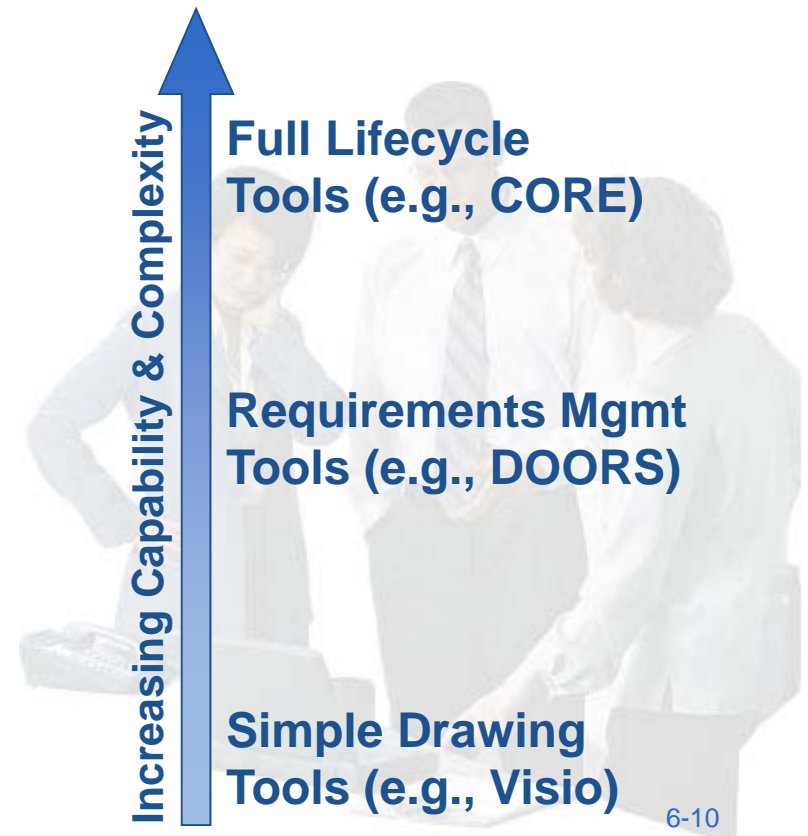 Increasing Capability & Complexity
Full Lifecycle
Tools (e.g., CORE)
Requirements Mgmt
Tools (e.g., DOORS)
Simple Drawing
Tools (e.g., Visio)
6-10